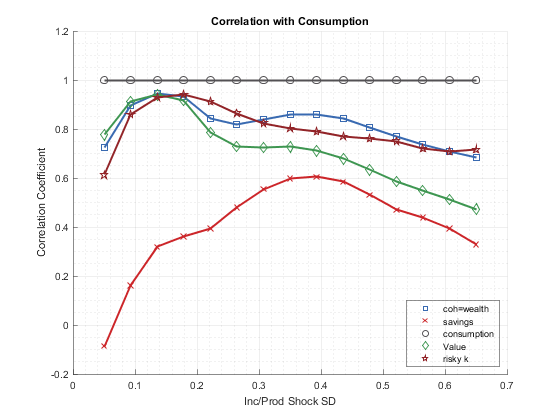 Correlation with Consumption
1.2
1
0.8
0.6
0.4
0.2
0
-0.2
Correlation Coefficient
0
0.1
0.2
0.3
0.4
0.5
0.6
0.7
Inc/Prod Shock SD
coh=wealth
savings
consumption
Value
risky k